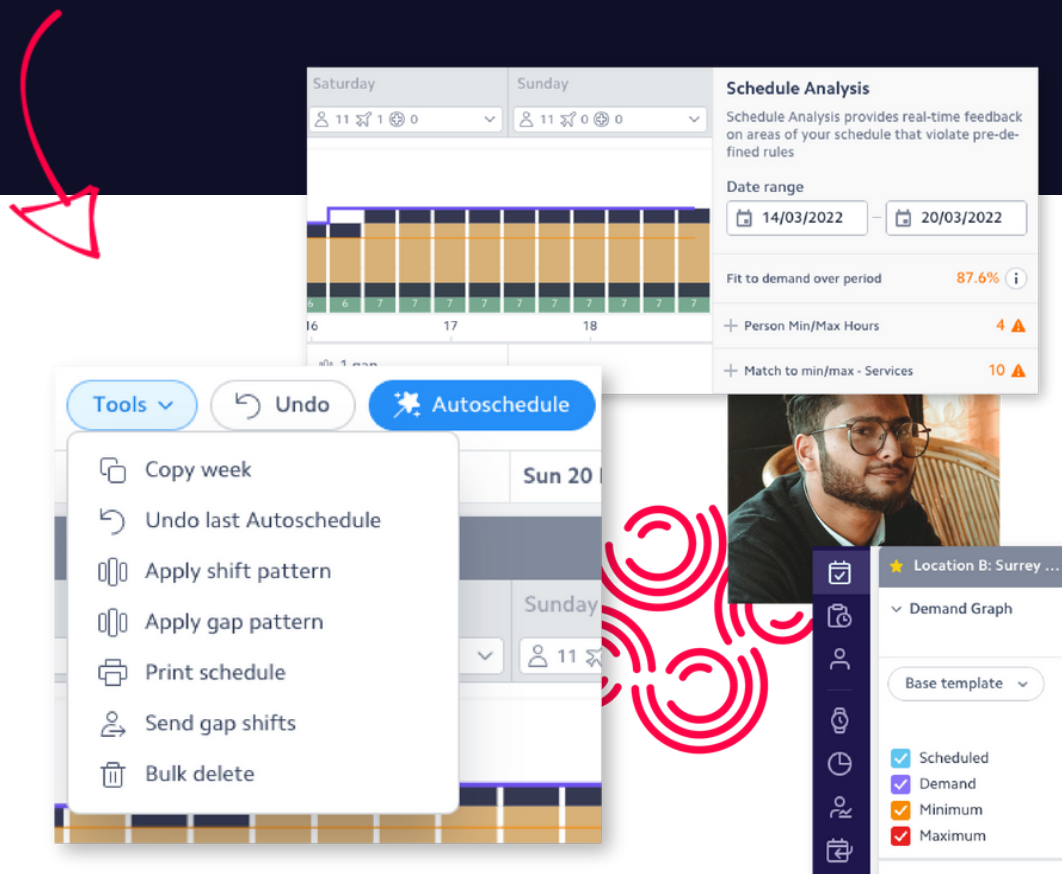 Saturday
Sunday
11 1 0
11 0 0
6 6 7 7 7 7 7 7 7 7 7
16 17 18
1 gap
Schedule Analysis
Schedule Analysis provides real-time feedback
on areas of your schedule that violate pre-de-
fined rules
Date range
14/03/2022 – 20/03/2022
Fit to demand over period 87.6% i
Person Min/Max Hours 4
Match to min/max - Services 10
Tools Undo Autoschedule
Copy week
Undo last Autoschedule
Apply shift pattern
Apply gap pattern
Print schedule
Send gap shifts
Bulk delete
Sun 20
Sunday
11
Location B: Surrey ...
Demand Graph
Base template
Scheduled
Demand
Minimum
Maximum